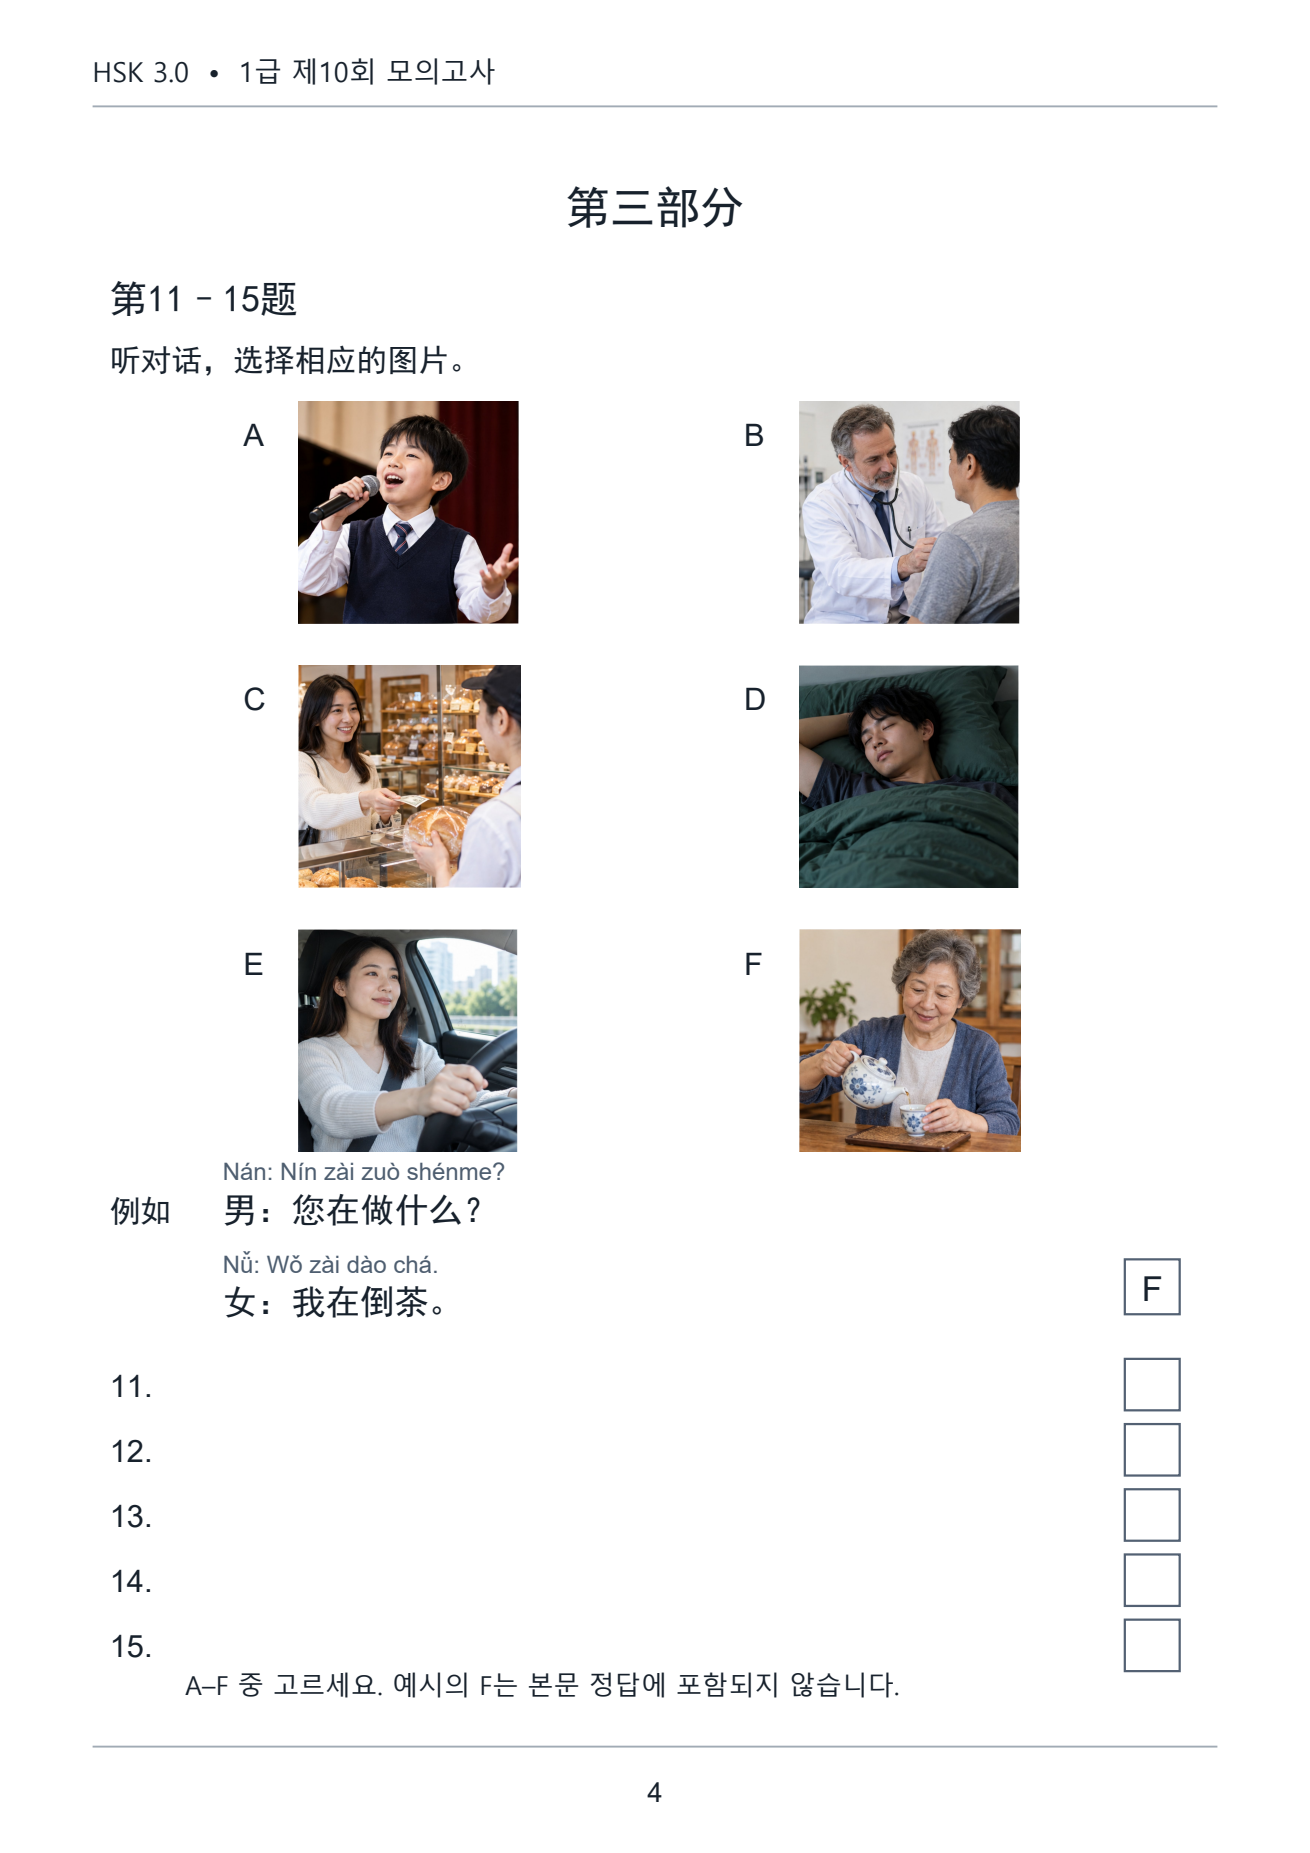 HSK 3.0 • 1급 제10회 모의고사
第三部分
第11－15题
听对话，选择相应的图片。
A
B
C
D
E
F
Nán: Nín zài zuò shénme?
例如 男：您在做什么？
Nǚ: Wǒ zài dào chá.
女：我在倒茶。
F
11.
12.
13.
14.
15.
A–F 중 고르세요. 예시의 F는 본문 정답에 포함되지 않습니다.
4